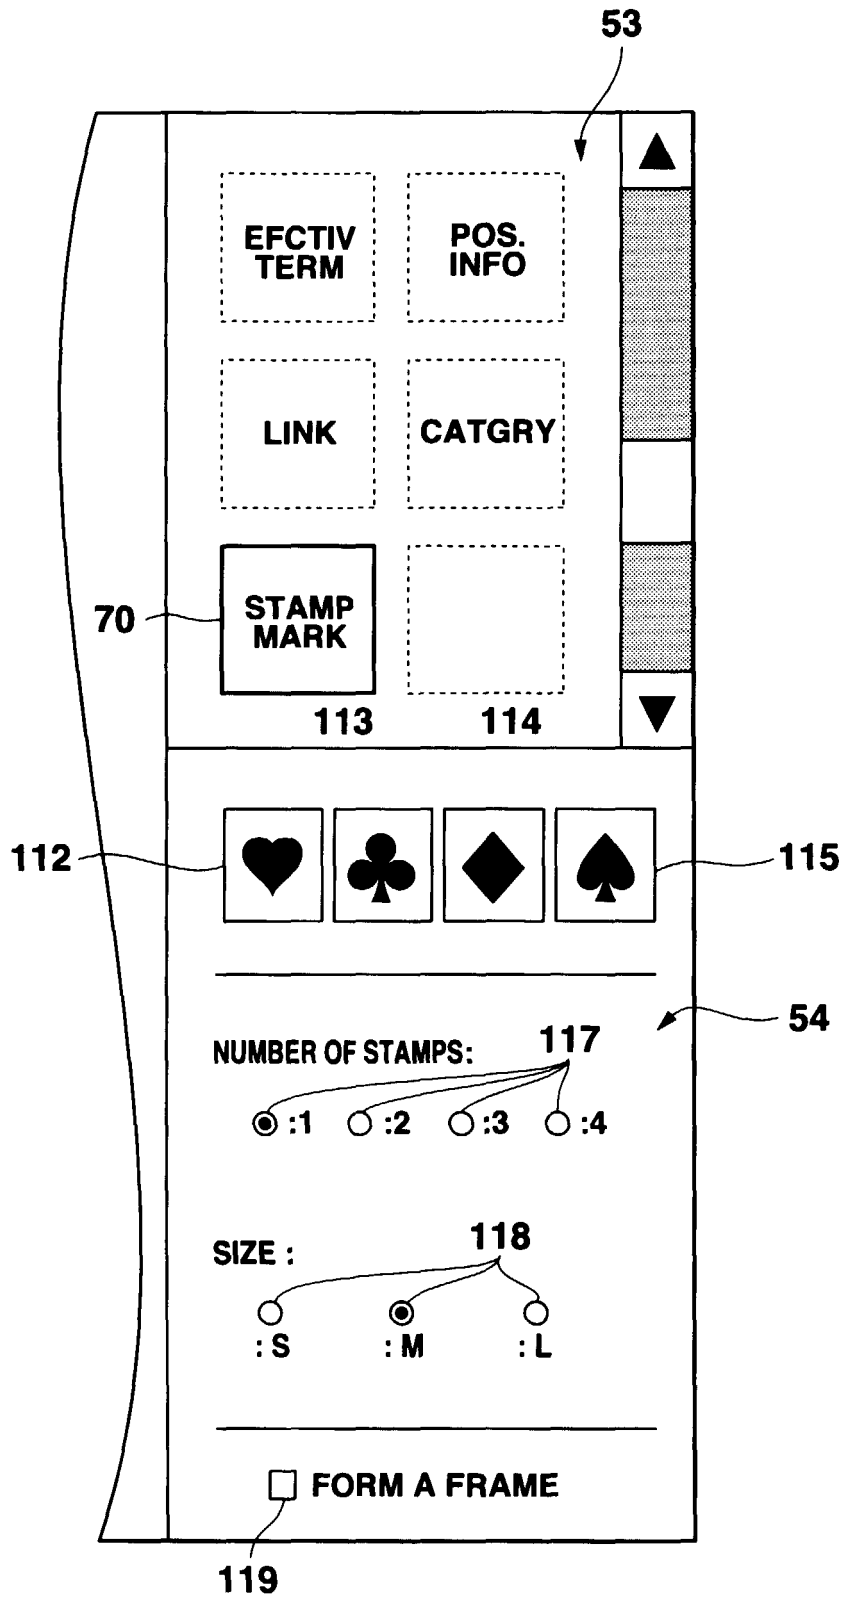 53
EFCTIV
TERM
POS.
INFO
LINK
CATGRY
70
STAMP
MARK
113
114
112
115
54
NUMBER OF STAMPS:
117
:1 :2 :3 :4
SIZE :
118
: S : M : L
FORM A FRAME
119